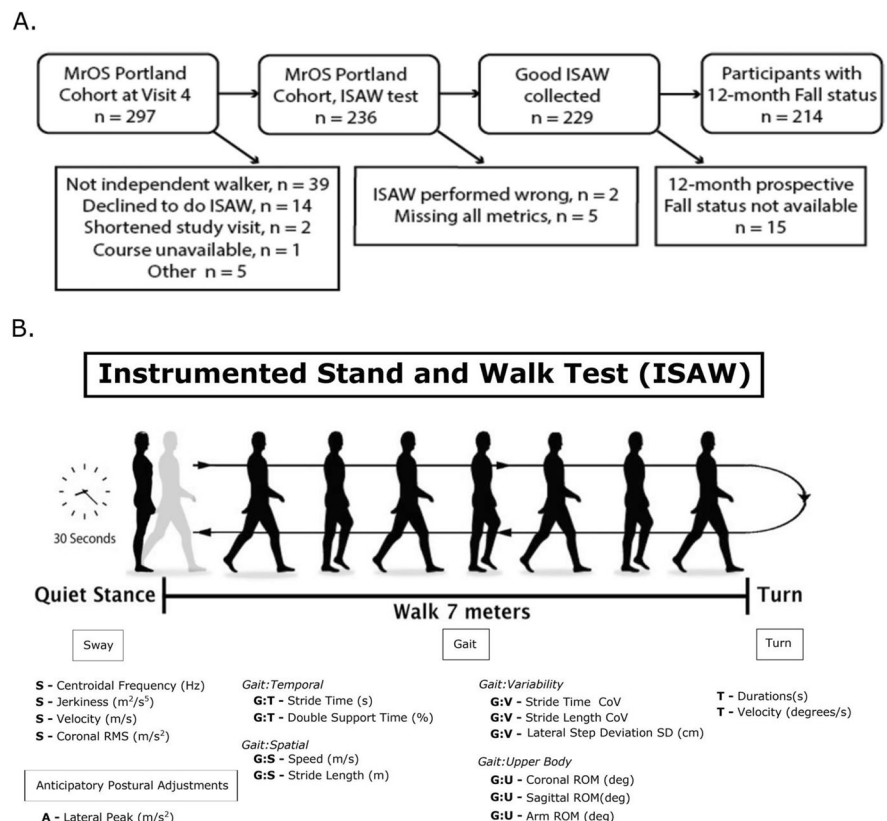 A.
MrOS Portland
Cohort at Visit 4
n = 297
MrOS Portland
Cohort, ISAW test
n = 236
Good ISAW
collected
n = 229
Participants with
12-month Fall status
n = 214
Not independent walker, n = 39
Declined to do ISAW, n = 14
Shortened study visit, n = 2
Course unavailable, n = 1
Other n = 5
ISAW performed wrong, n = 2
Missing all metrics, n = 5
12-month prospective
Fall status not available
n = 15
B.
Instrumented Stand and Walk Test (ISAW)
30 Seconds
Quiet Stance
Walk 7 meters
Turn
Sway
S - Centroidal Frequency (Hz)
S - Jerkiness (m²/s⁵)
S - Velocity (m/s)
S - Coronal RMS (m/s²)
Anticipatory Postural Adjustments
A - Lateral Peak (m/s²)
Gait
Gait:Temporal
G:T - Stride Time (s)
G:T - Double Support Time (%)
Gait:Spatial
G:S - Speed (m/s)
G:S - Stride Length (m)
Gait:Variability
G:V - Stride Time CoV
G:V - Stride Length CoV
G:V - Lateral Step Deviation SD (cm)
Gait:Upper Body
G:U - Coronal ROM (deg)
G:U - Sagittal ROM(deg)
G:U - Arm ROM (deg)
Turn
T - Durations(s)
T - Velocity (degrees/s)